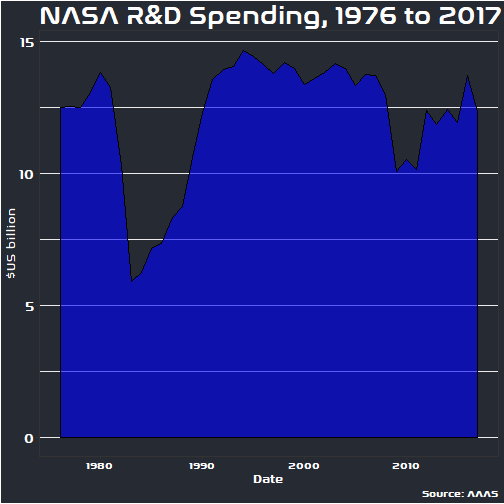 NASA R&D Spending, 1976 to 2017
15
10
5
0
$US billion
1980 1990 2000 2010
Date
Source: AAAS